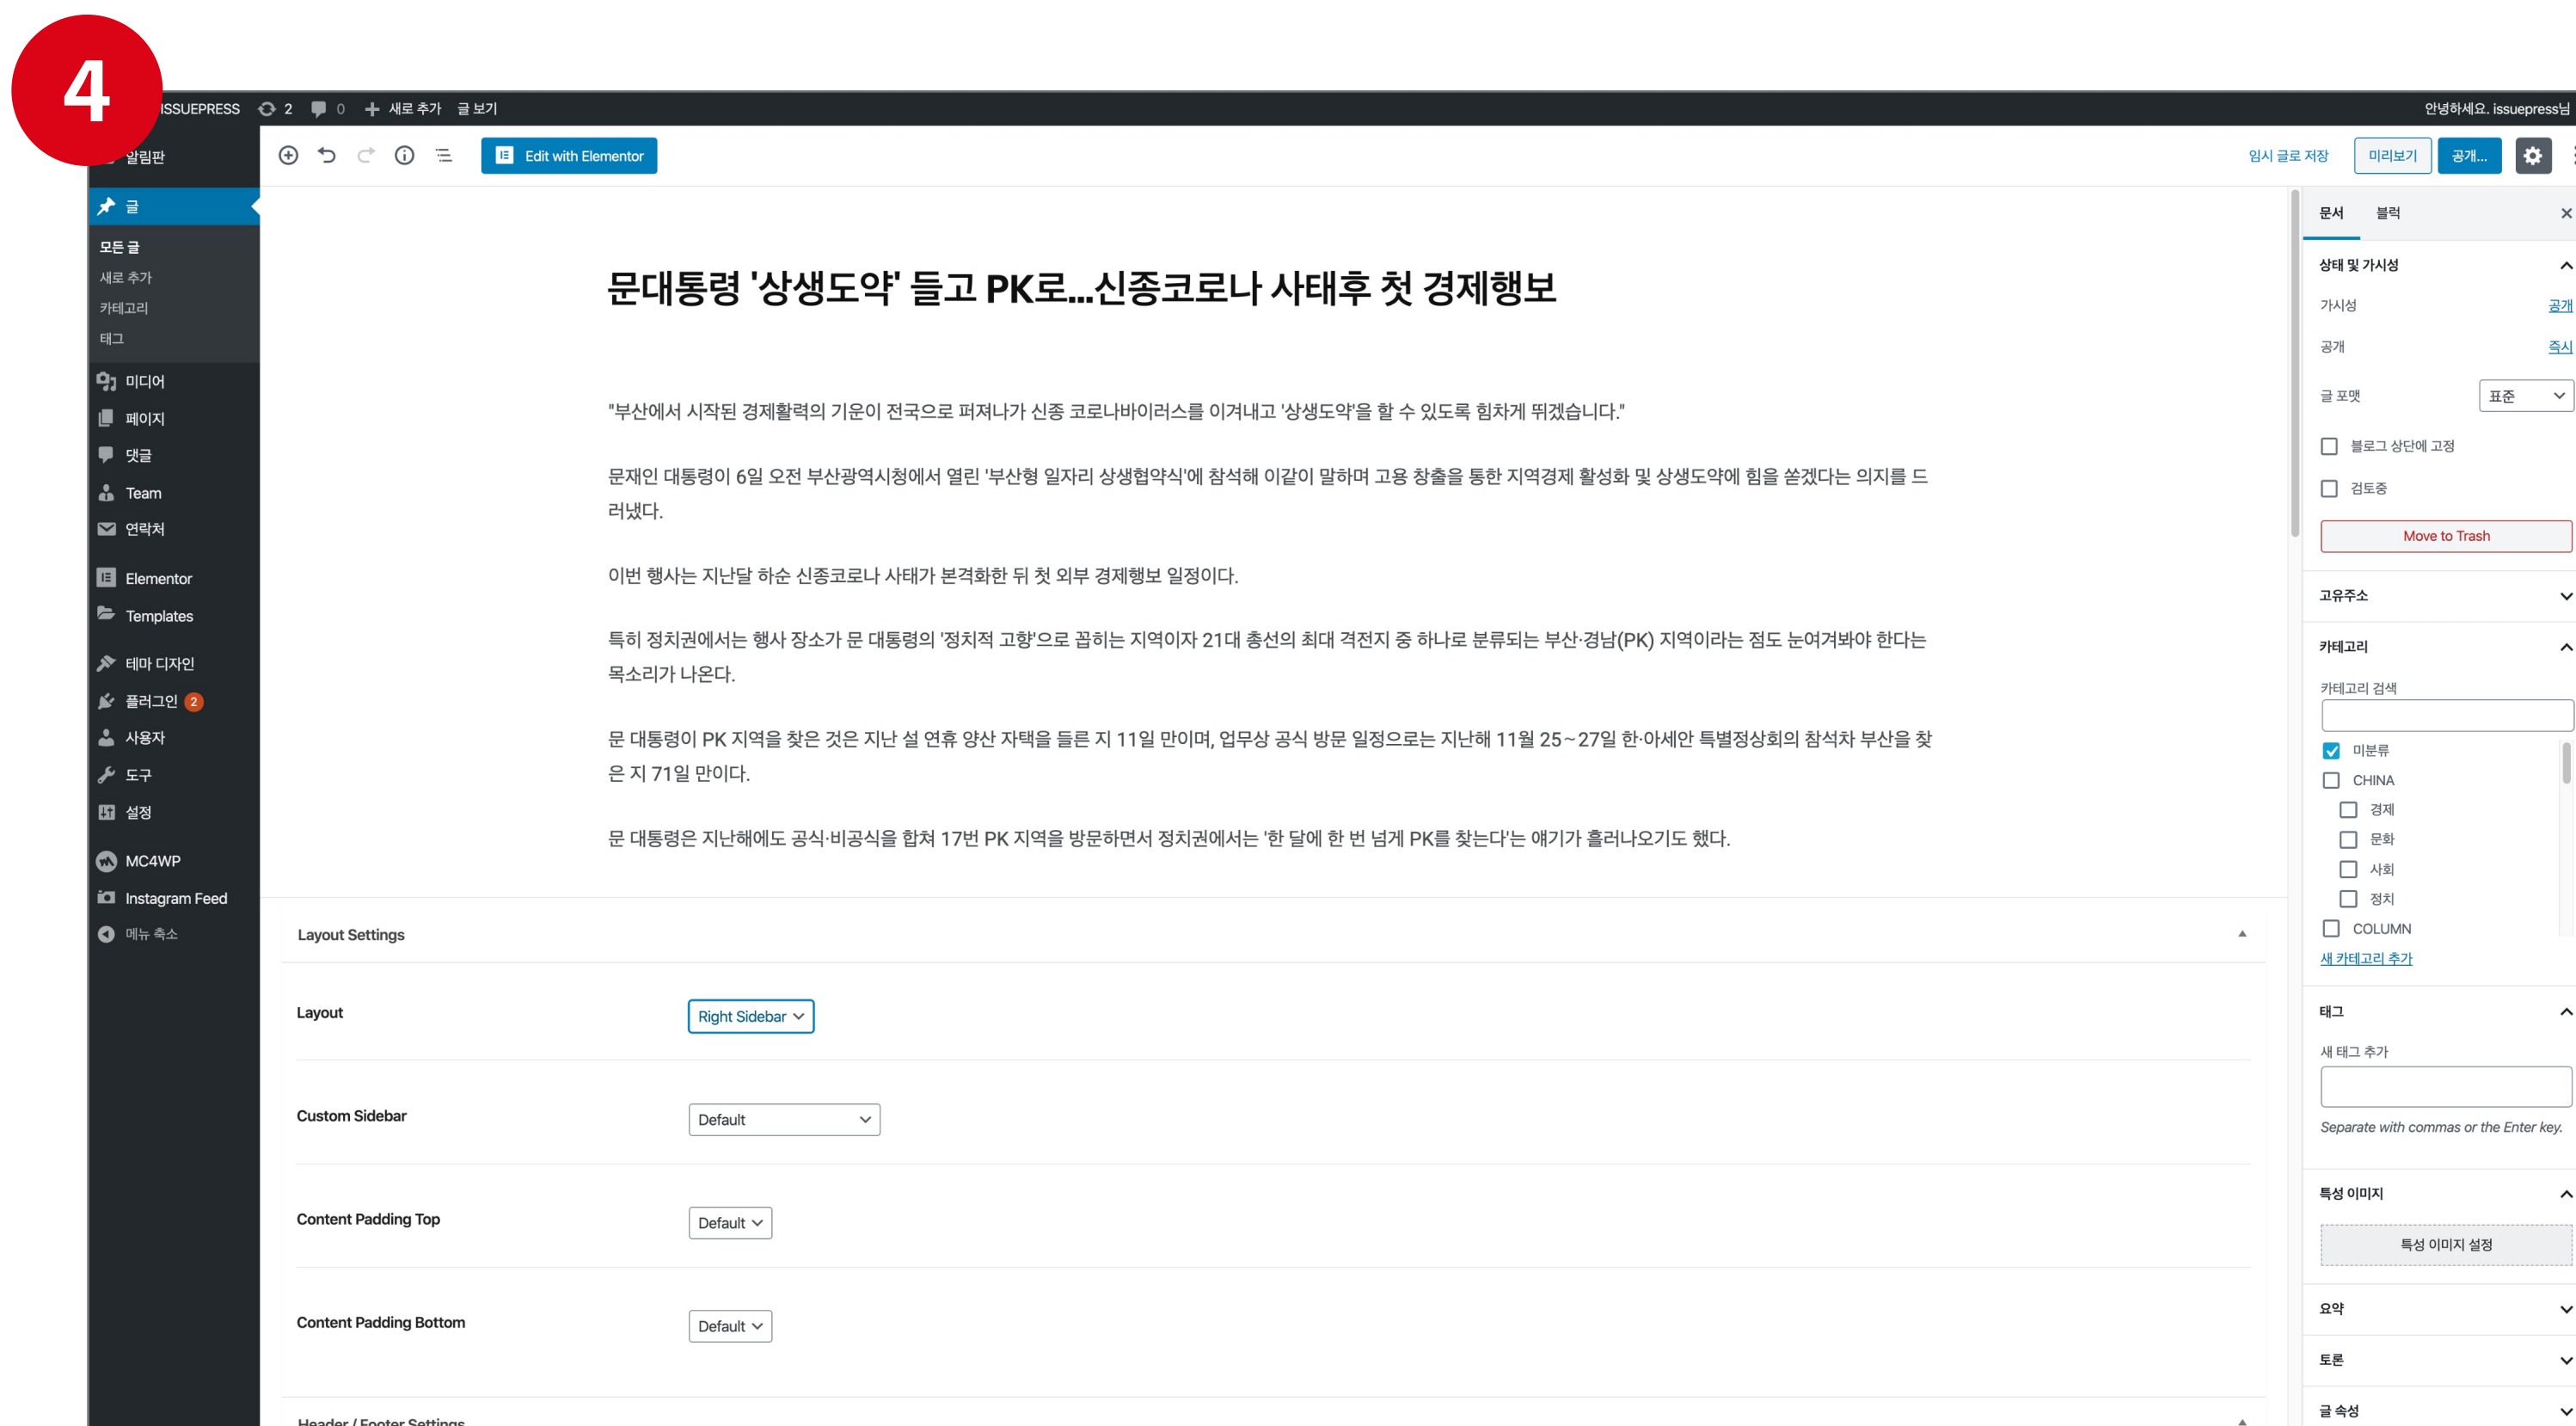 4
ISSUEPRESS 2 0 새로 추가 글 보기
안녕하세요. issuepress님
알림판
글
모든 글
새로 추가
카테고리
태그
미디어
페이지
댓글
Team
연락처
Elementor
Templates
테마 디자인
플러그인 2
사용자
도구
설정
MC4WP
Instagram Feed
메뉴 축소
Edit with Elementor
임시 글로 저장 미리보기 공개...
문대통령 '상생도약' 들고 PK로...신종코로나 사태후 첫 경제행보
"부산에서 시작된 경제활력의 기운이 전국으로 퍼져나가 신종 코로나바이러스를 이겨내고 '상생도약'을 할 수 있도록 힘차게 뛰겠습니다."
문재인 대통령이 6일 오전 부산광역시청에서 열린 '부산형 일자리 상생협약식'에 참석해 이같이 말하며 고용 창출을 통한 지역경제 활성화 및 상생도약에 힘을 쏟겠다는 의지를 드
러냈다.
이번 행사는 지난달 하순 신종코로나 사태가 본격화한 뒤 첫 외부 경제행보 일정이다.
특히 정치권에서는 행사 장소가 문 대통령의 '정치적 고향'으로 꼽히는 지역이자 21대 총선의 최대 격전지 중 하나로 분류되는 부산·경남(PK) 지역이라는 점도 눈여겨봐야 한다는
목소리가 나온다.
문 대통령이 PK 지역을 찾은 것은 지난 설 연휴 양산 자택을 들른 지 11일 만이며, 업무상 공식 방문 일정으로는 지난해 11월 25~27일 한·아세안 특별정상회의 참석차 부산을 찾
은 지 71일 만이다.
문 대통령은 지난해에도 공식·비공식을 합쳐 17번 PK 지역을 방문하면서 정치권에서는 '한 달에 한 번 넘게 PK를 찾는다'는 얘기가 흘러나오기도 했다.
Layout Settings
Layout Right Sidebar
Custom Sidebar Default
Content Padding Top Default
Content Padding Bottom Default
Header / Footer Settings
문서 블럭
상태 및 가시성
가시성 공개
공개 즉시
글 포맷 표준
블로그 상단에 고정
검토중
Move to Trash
고유주소
카테고리
카테고리 검색
미분류
CHINA
경제
문화
사회
정치
COLUMN
새 카테고리 추가
태그
새 태그 추가
Separate with commas or the Enter key.
특성 이미지
특성 이미지 설정
요약
토론
글 속성